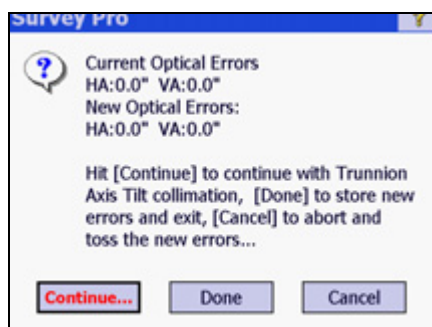 Survey Pro ?
?
Current Optical Errors
HA:0.0" VA:0.0"
New Optical Errors:
HA:0.0" VA:0.0"
Hit [Continue] to continue with Trunnion
Axis Tilt collimation, [Done] to store new
errors and exit, [Cancel] to abort and
toss the new errors...
Continue... Done Cancel